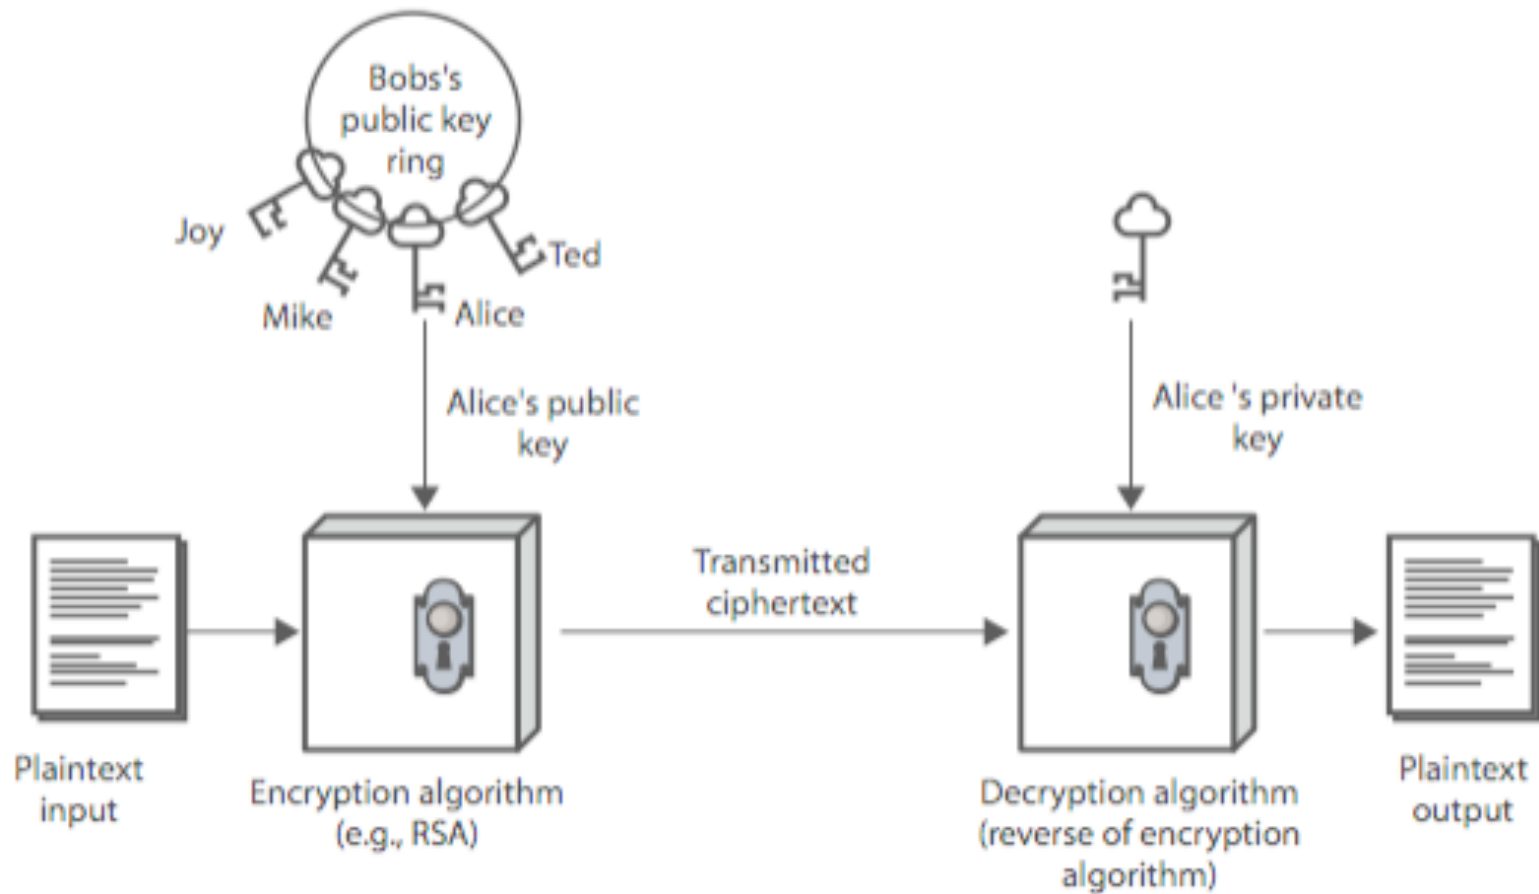 Bobs's
public key
ring
Joy
Ted
Mike
Alice
Alice's public
key
Alice 's private
key
Transmitted
ciphertext
Plaintext
input
Encryption algorithm
(e.g., RSA)
Decryption algorithm
(reverse of encryption
algorithm)
Plaintext
output